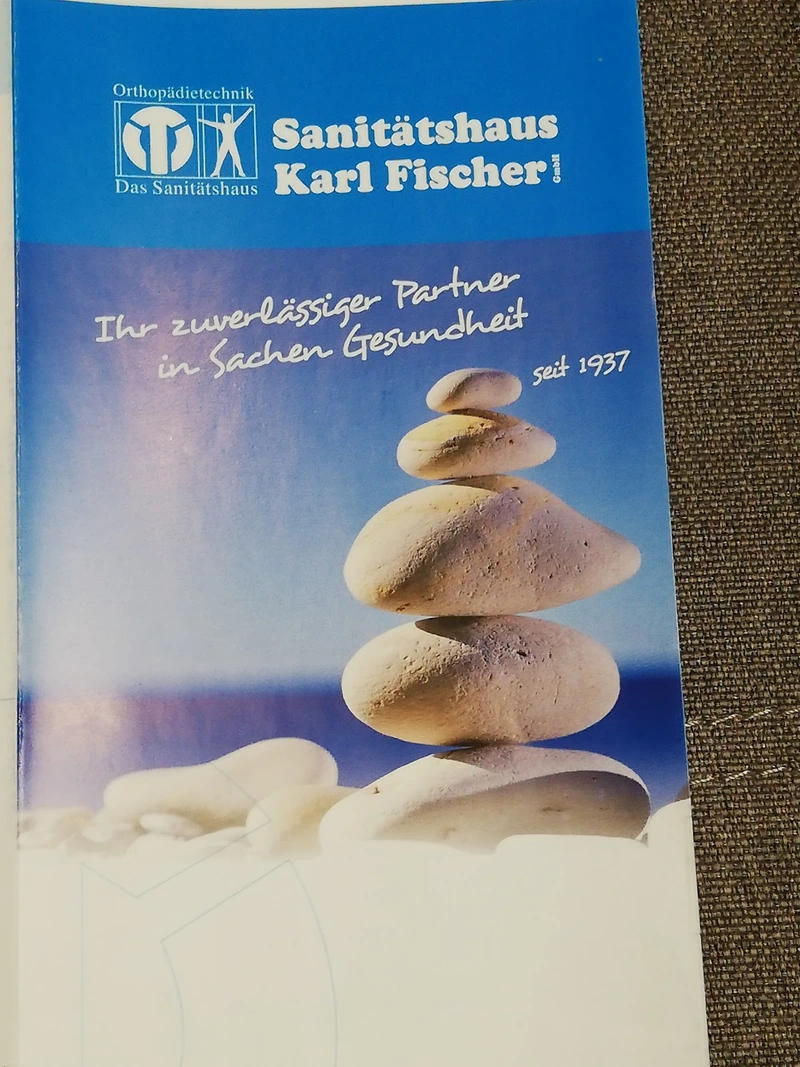 Orthopädietechnik
Das Sanitätshaus
Sanitätshaus
Karl Fischer GmbH
Ihr zuverlässiger Partner
in Sachen Gesundheit
seit 1937